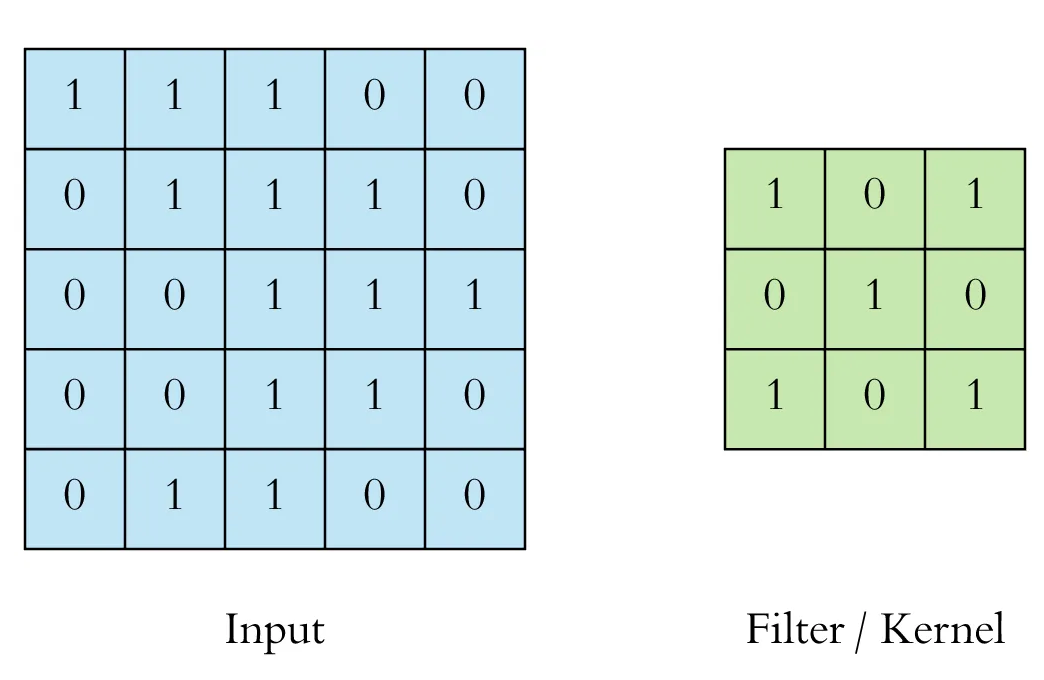 1 1 1 0 0
0 1 1 1 0
0 0 1 1 1
0 0 1 1 0
0 1 1 0 0
Input
1 0 1
0 1 0
1 0 1
Filter / Kernel